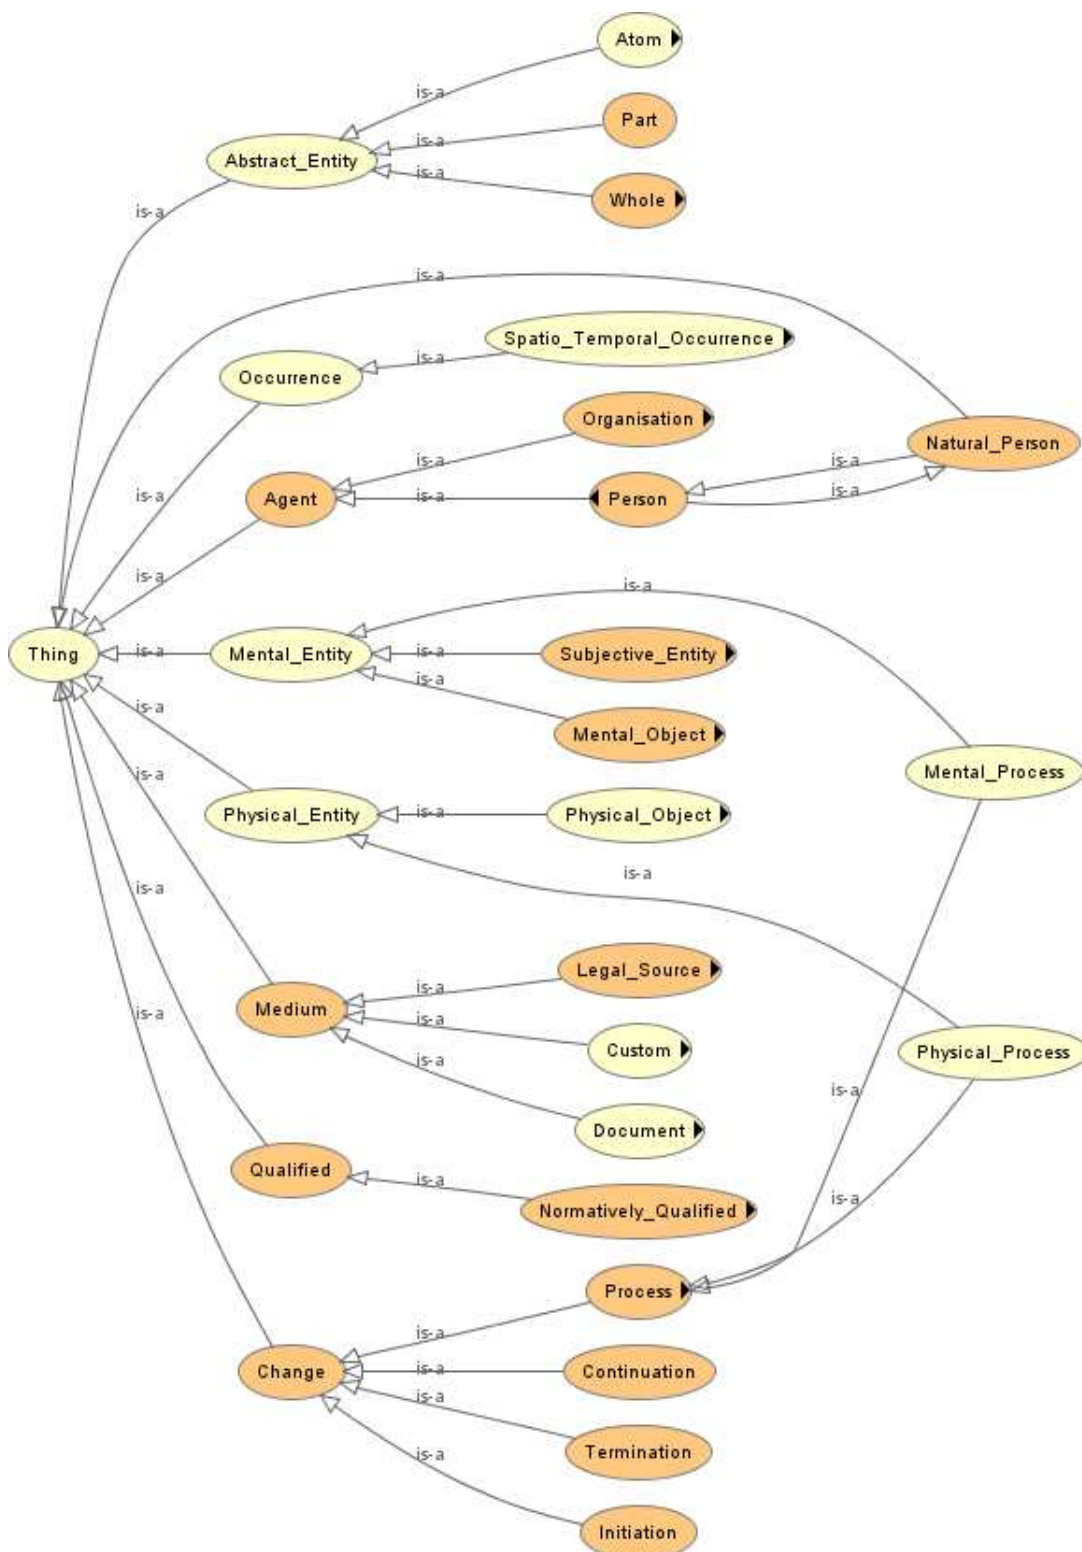 Atom
is-a
Part
Abstract_Entity
is-a
is-a
Whole
is-a
is-a
Spatio_Temporal_Occurrence
is-a
Occurrence
Organisation
Natural_Person
is-a
is-a
is-a
Agent
is-a
Person
is-a
is-a
is-a
Thing
is-a
Mental_Entity
is-a
Subjective_Entity
is-a
is-a
Mental_Object
is-a
Mental_Process
Physical_Entity
is-a
Physical_Object
is-a
is-a
Legal_Source
is-a
Medium
is-a
is-a
Custom
Physical_Process
is-a
is-a
Document
Qualified
is-a
is-a
Normatively_Qualified
Process
is-a
Change
is-a
Continuation
is-a
Termination
is-a
Initiation